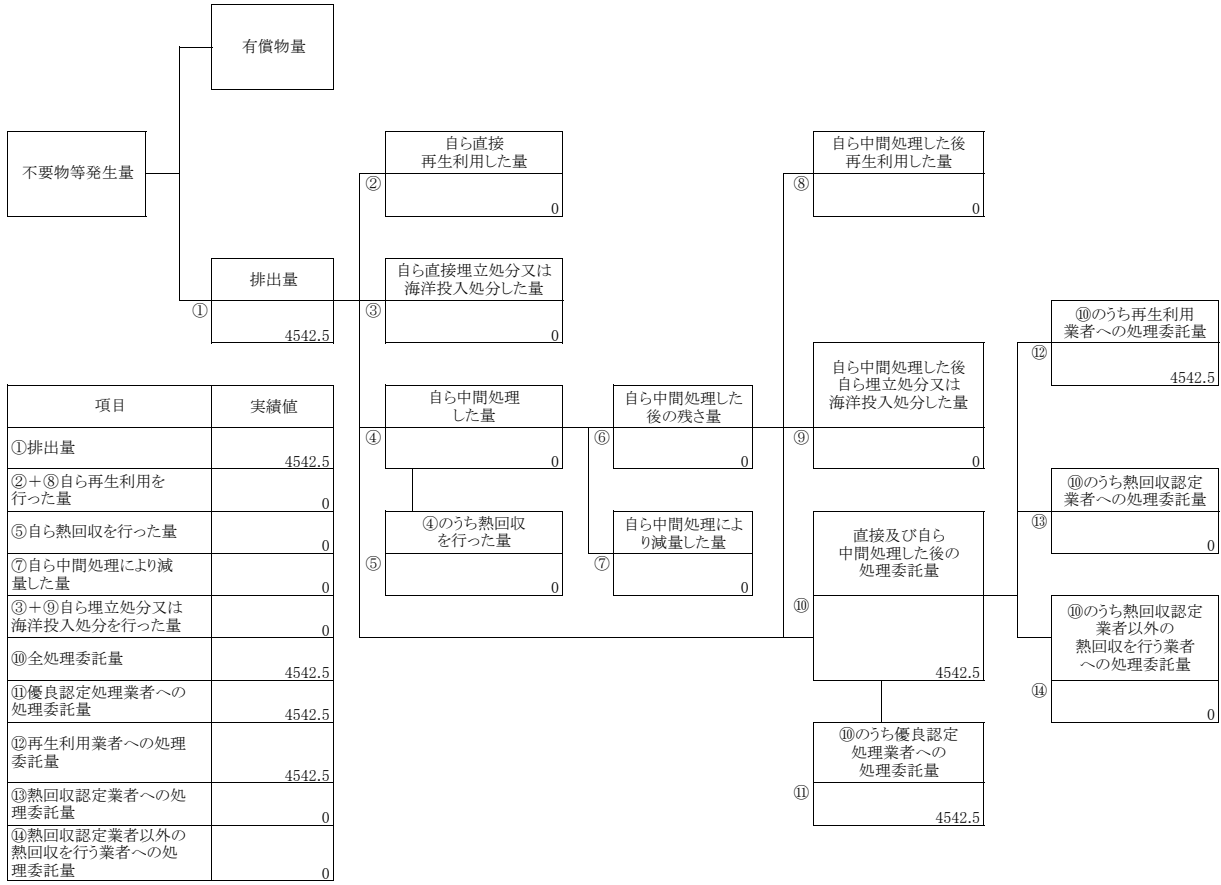 有償物量
不要物等発生量
排出量
①
4542.5
自ら直接
再生利用した量
②
0
自ら直接埋立処分又は
海洋投入処分した量
③
0
自ら中間処理
した量
④
0
④のうち熱回収
を行った量
⑤
0
自ら中間処理した
後の残さ量
⑥
0
自ら中間処理によ
り減量した量
⑦
0
自ら中間処理した後
再生利用した量
⑧
0
自ら中間処理した後
自ら埋立処分又は
海洋投入処分した量
⑨
0
直接及び自ら
中間処理した後の
処理委託量
⑩
4542.5
⑩のうち優良認定
処理業者への
処理委託量
⑪
4542.5
⑩のうち再生利用
業者への処理委託量
⑫
4542.5
⑩のうち熱回収認定
業者への処理委託量
⑬
0
⑩のうち熱回収認定
業者以外の
熱回収を行う業者
への処理委託量
⑭
0
項目 実績値
①排出量
4542.5
②＋⑧自ら再生利用を
行った量
0
⑤自ら熱回収を行った量
0
⑦自ら中間処理により減
量した量
0
③＋⑨自ら埋立処分又は
海洋投入処分を行った量
0
⑩全処理委託量
4542.5
⑪優良認定処理業者への
処理委託量
4542.5
⑫再生利用業者への処理
委託量
4542.5
⑬熱回収認定業者への処
理委託量
0
⑭熱回収認定業者以外の
熱回収を行う業者への処
理委託量
0